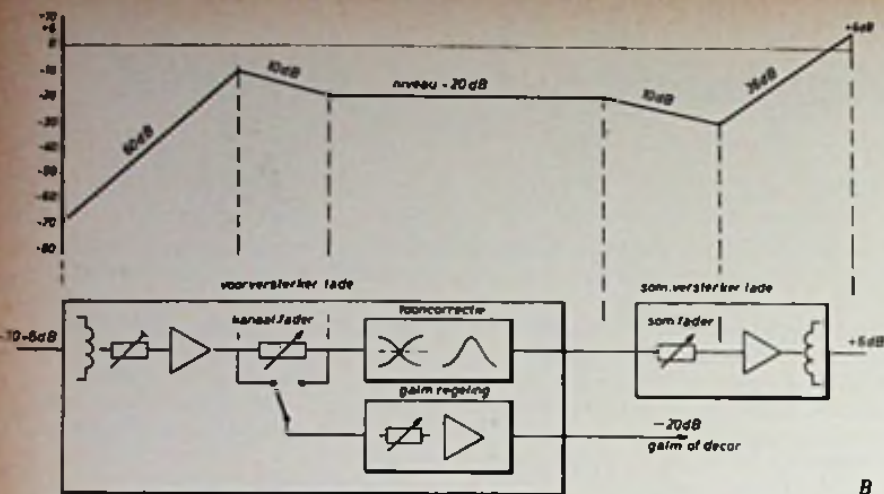 +10
+6
0
-10
-20
-30
-40
-50
-60
-70
-80
60dB
10dB
niveau -20dB
10dB
36dB
+6dB
voorversterker lade
som.versterker lade
-70+6dB
kanaal.fader
tooncorrectie
som.fader
+6dB
galm regeling
-20dB
galm of decor
B